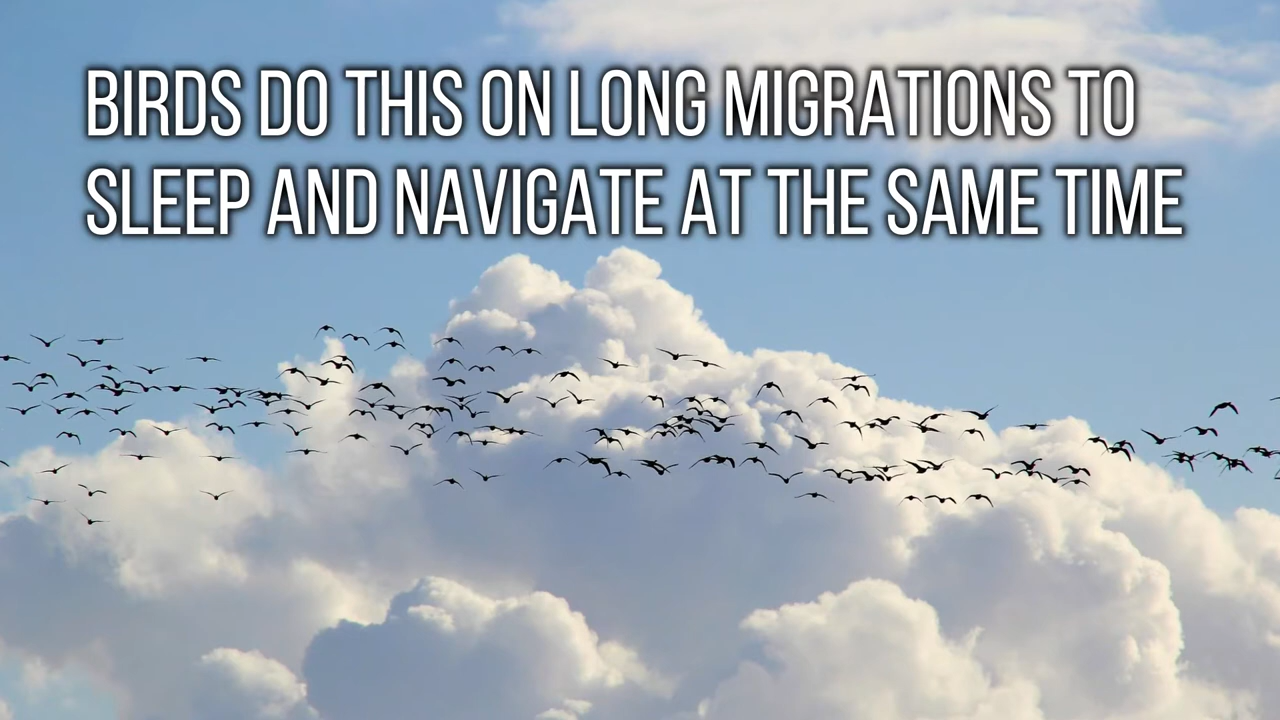 BIRDS DO THIS ON LONG MIGRATIONS TO
SLEEP AND NAVIGATE AT THE SAME TIME